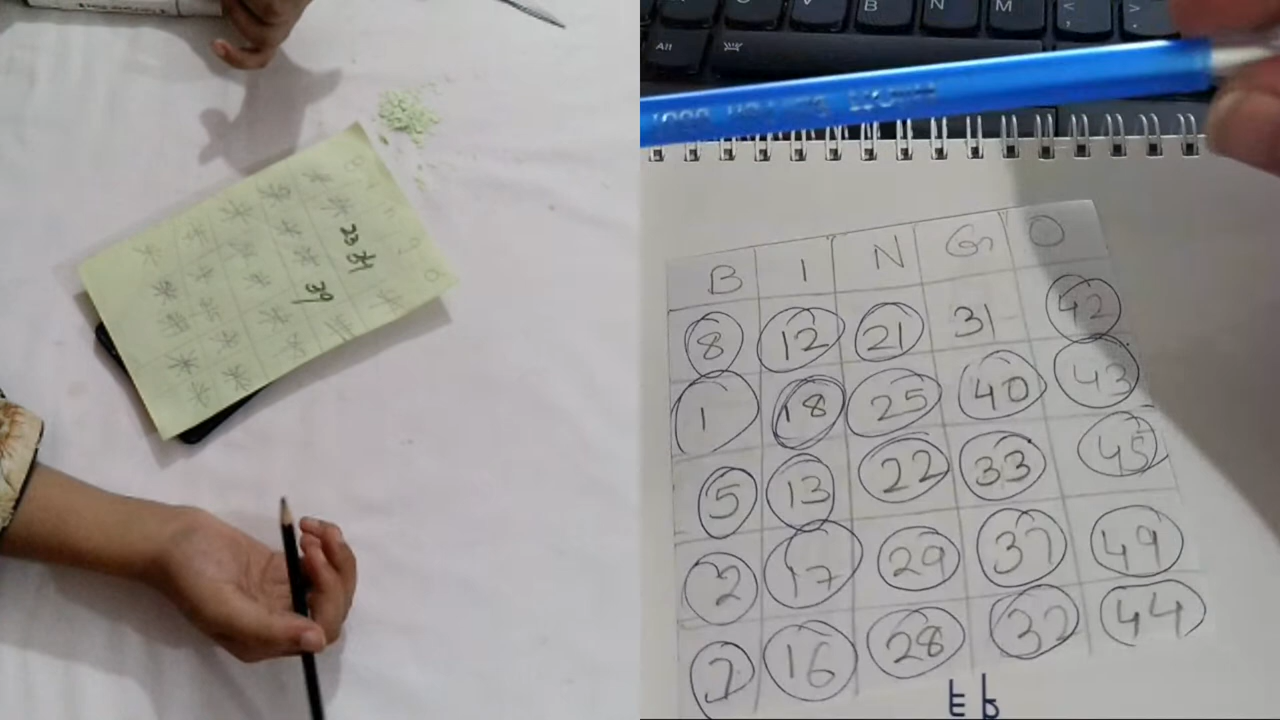 23
39
C V B N M < >
Alt
B I N G O
8 12 21 31 42
1 18 25 40 43
5 13 22 33 45
2 17 29 37 49
7 16 28 32 44